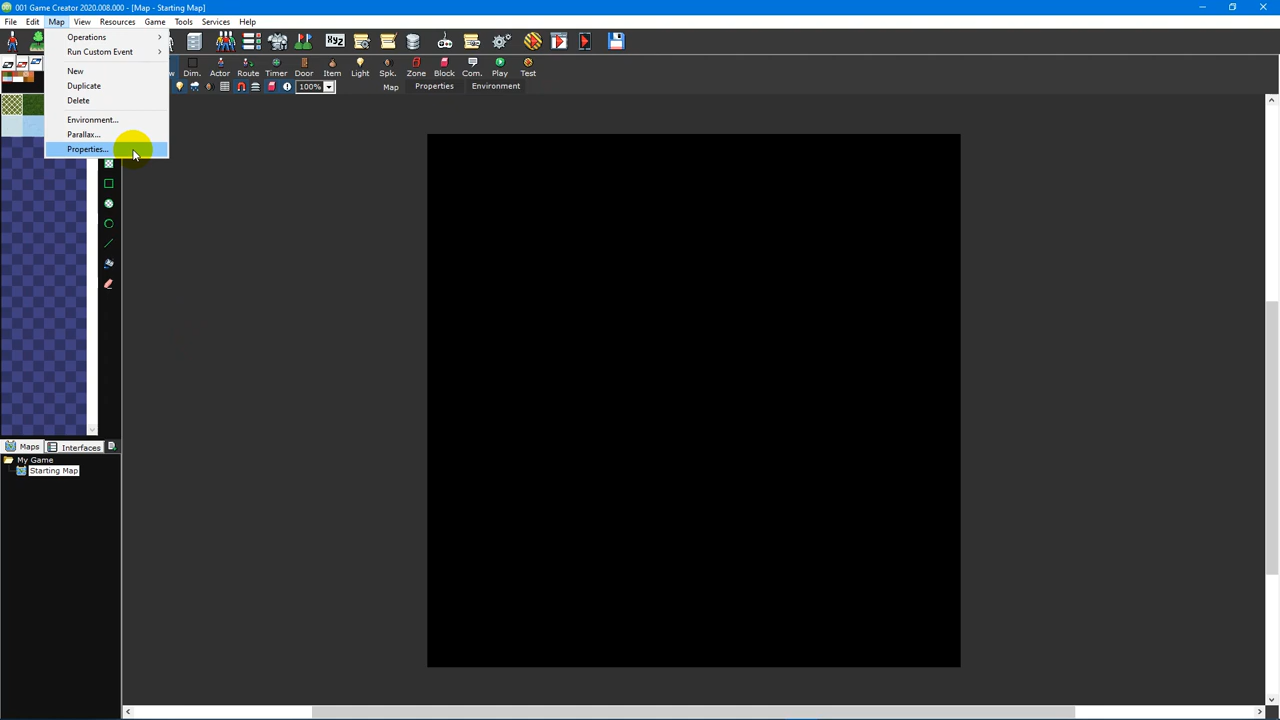 001 Game Creator 2020.008.000 - [Map - Starting Map]
File Edit Map View Resources Game Tools Services Help
Operations
Run Custom Event
New
Duplicate
Delete
Environment...
Parallax...
Properties...
Dim. Actor Route Timer Door Item Light Spk. Zone Block Com. Play Test
100% Map Properties Environment
Maps Interfaces
My Game
Starting Map